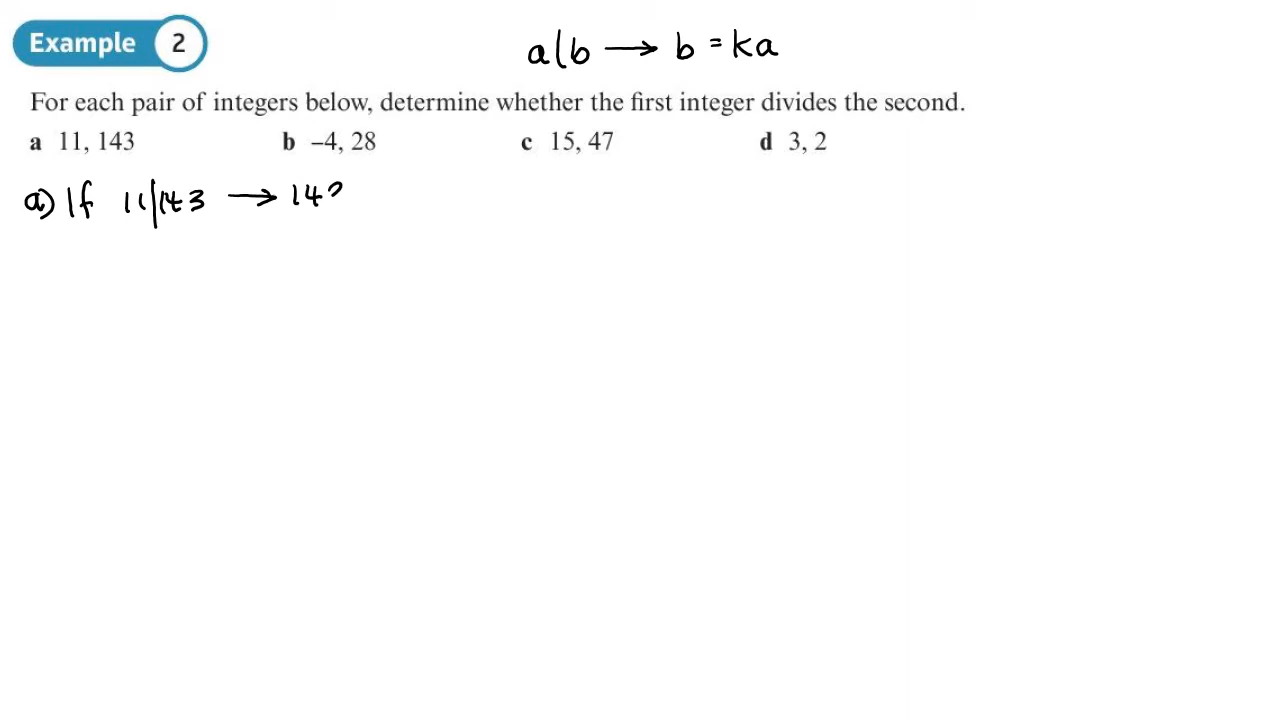 Example 2
a|b → b = ka
For each pair of integers below, determine whether the first integer divides the second.
a 11, 143 b –4, 28 c 15, 47 d 3, 2
a) If 11|143 → 14